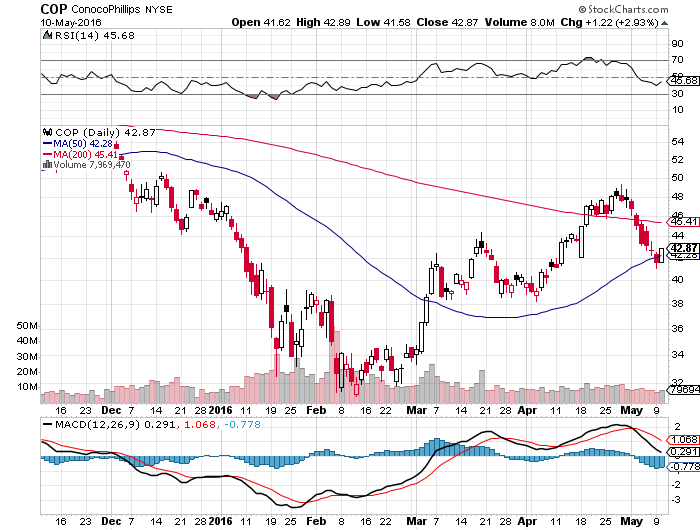 COP ConocoPhillips NYSE © StockCharts.com
10-May-2016 Open 41.62 High 42.89 Low 41.58 Close 42.87 Volume 8.0M Chg +1.22 (+2.93%)
RSI(14) 45.68
90
70
50
45.68
30
10
COP (Daily) 42.87
MA(50) 42.28
MA(200) 45.41
Volume 7,969,470
54
52
50
48
46
45.41
44
42.87
42.28
42
40
38
36
34
32
50M
40M
30M
20M
10M
79694
16 23 Dec 7 14 21 28 2016 11 19 25 Feb 8 16 22 Mar 7 14 21 28 Apr 11 18 25 May 9
MACD(12,26,9) 0.291, 1.068, -0.778
2
1.068
0.291
-0.778
-1
-2
-3
16 23 Dec 7 14 21 28 2016 11 19 25 Feb 8 16 22 Mar 7 14 21 28 Apr 11 18 25 May 9